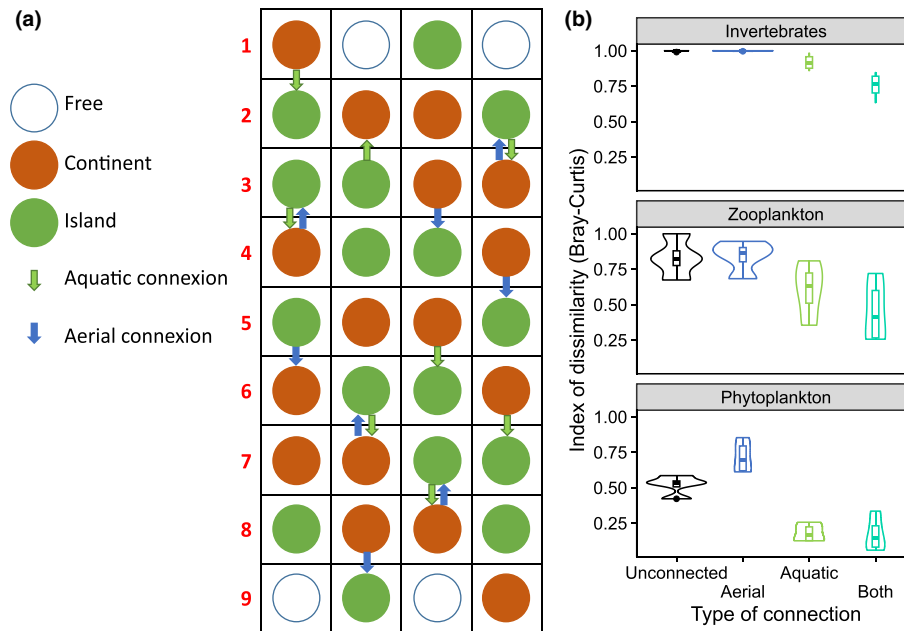 (a)
Free
Continent
Island
Aquatic connexion
Aerial connexion
1
2
3
4
5
6
7
8
9
(b)
Index of dissimilarity (Bray-Curtis)
Invertebrates
1.00
0.75
0.50
0.25
Zooplankton
1.00
0.75
0.50
0.25
Phytoplankton
1.00
0.75
0.50
0.25
Unconnected
Aerial
Aquatic
Both
Type of connection